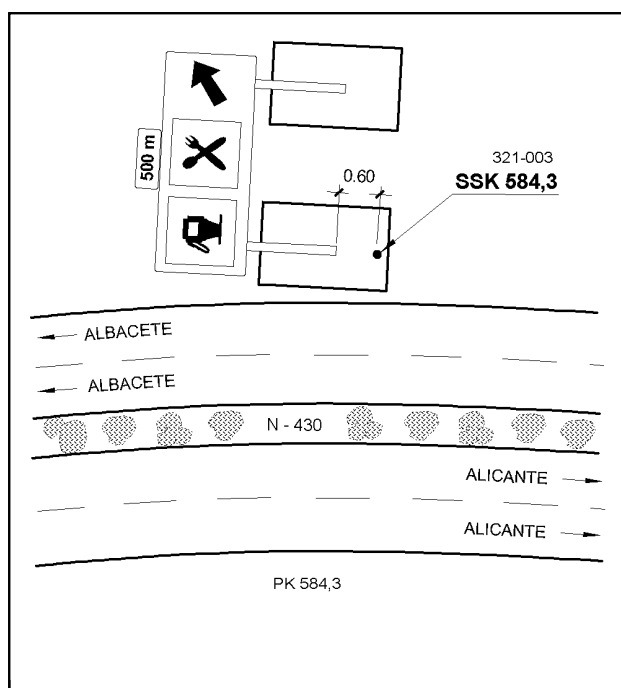 500 m
0.60
321-003
SSK 584,3
ALBACETE
ALBACETE
N - 430
ALICANTE
ALICANTE
PK 584,3